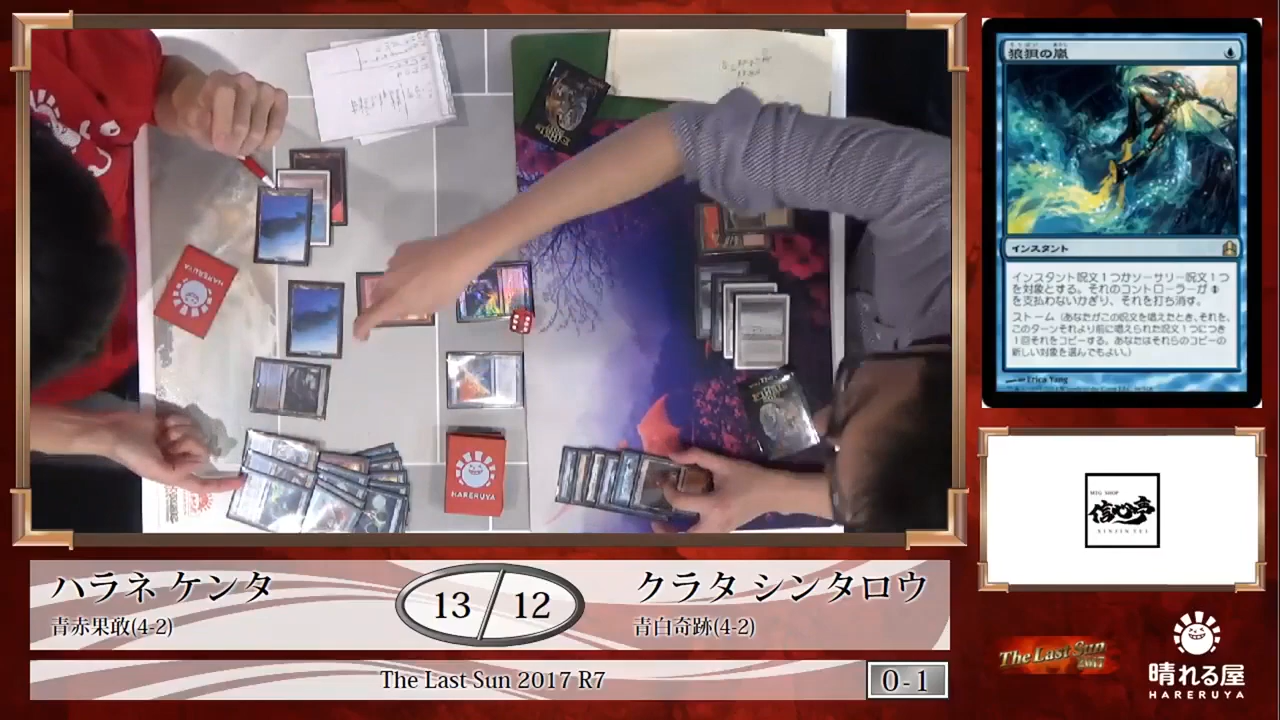 狼狽の嵐
インスタント
インスタント呪文1つかソーサリー呪文1つ
を対象とする。それのコントローラーが①
を支払わないかぎり、それを打ち消す。
ストーム（あなたがこの呪文を唱えたとき、それを、
このターンそれより前に唱えられた呪文1つにつき
1回それをコピーする。あなたはそれらのコピーの
新しい対象を選んでもよい。）
Erica Yang
HARERUYA
HARERUYA
MTG SHOP
信心亭
SINJIN TEI
ハラネ ケンタ
青赤果敢(4-2)
13 / 12
クラタ シンタロウ
青白奇跡(4-2)
The Last Sun 2017 R7
0-1
The Last Sun
2017
晴れる屋
HARERUYA